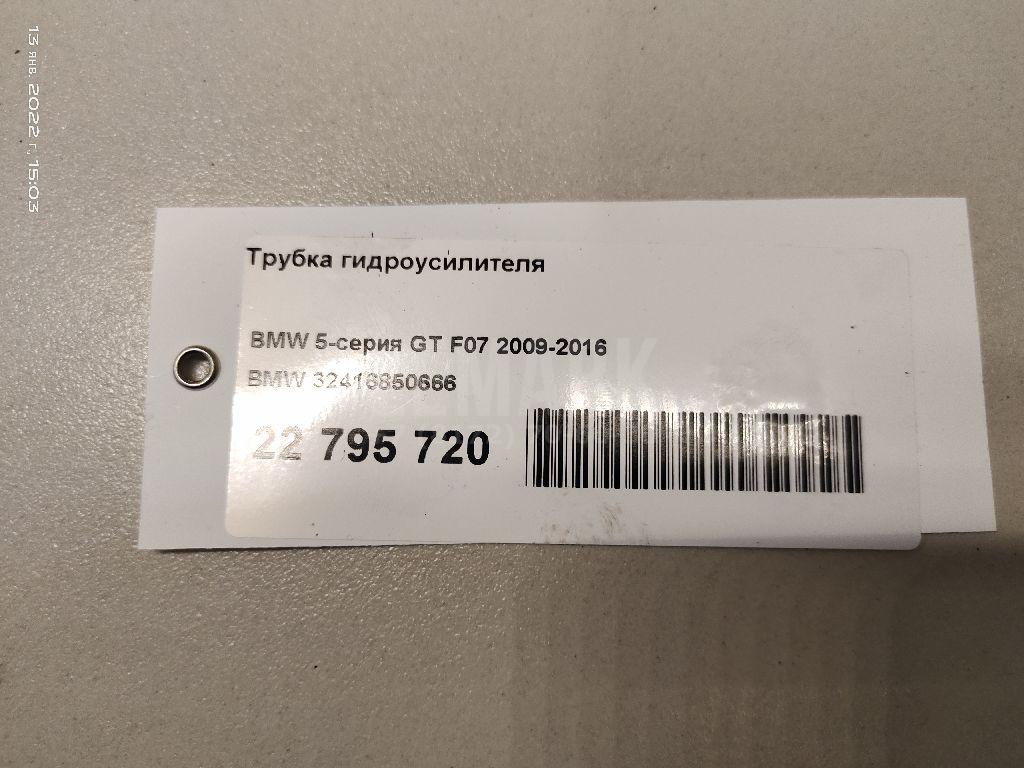 13 янв. 2022 г., 15:03
Трубка гидроусилителя
BMW 5-серия GT F07 2009-2016
BMW 32416850666
22 795 720